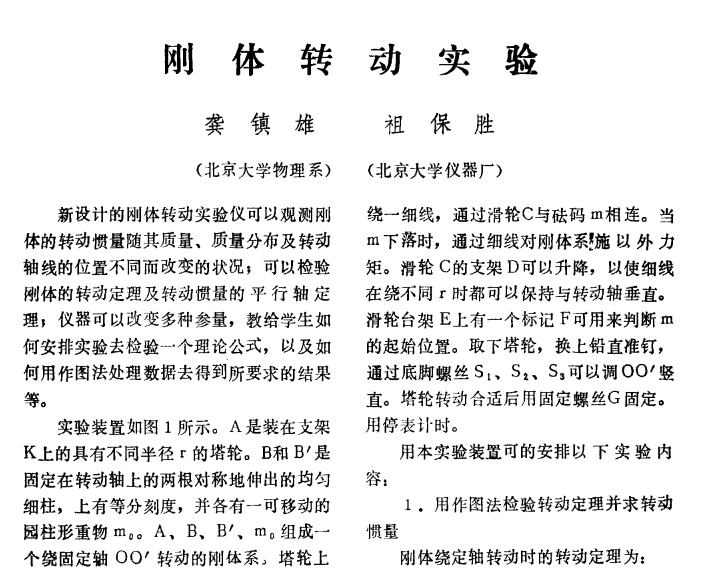 刚体转动实验
龚镇雄 祖保胜
(北京大学物理系) (北京大学仪器厂)
新设计的刚体转动实验仪可以观测刚
体的转动惯量随其质量、质量分布及转动
轴线的位置不同而改变的状况；可以检验
刚体的转动定理及转动惯量的平行轴定
理；仪器可以改变多种参量，教给学生如
何安排实验去检验一个理论公式，以及如
何用作图法处理数据去得到所要求的结果
等。
实验装置如图1所示。A是装在支架
K上的具有不同半径r的塔轮。B和B′是
固定在转动轴上的两根对称地伸出的均匀
细柱，上有等分刻度，并各有一可移动的
园柱形重物m₀。A、B、B′、m₀组成一
个绕固定轴OO′转动的刚体系。塔轮上
绕一细线，通过滑轮C与砝码m相连。当
m下落时，通过细线对刚体系施以外力
矩。滑轮C的支架D可以升降，以使细线
在绕不同r时都可以保持与转动轴垂直。
滑轮台架E上有一个标记F可用来判断m
的起始位置。取下塔轮，换上铅直准钉，
通过底脚螺丝S₁、S₂、S₃可以调OO′竖
直。塔轮转动合适后用固定螺丝G固定。
用停表计时。
用本实验装置可的安排以下实验内
容：
1．用作图法检验转动定理并求转动
惯量
刚体绕定轴转动时的转动定理为：